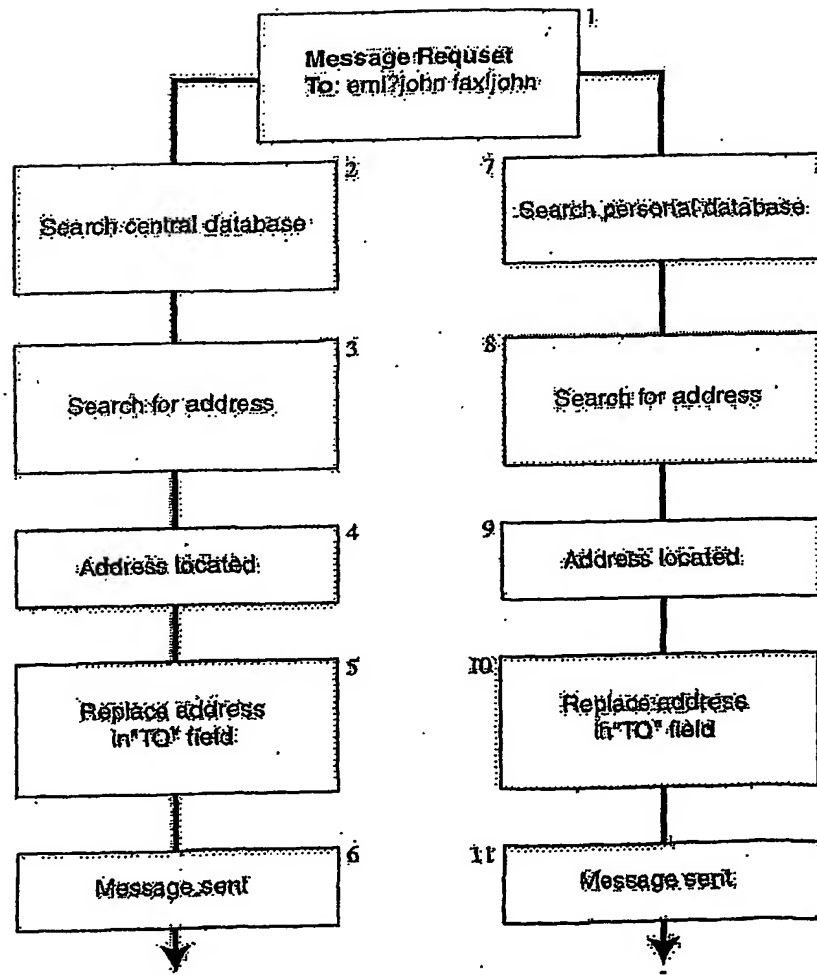 1
Message Requset
To: eml?john fax!john
2
Search central database
3
Search for address
4
Address located
5
Replace address
in "TO" field
6
Message sent
7
Search personal database
8
Search for address
9
Address located
10
Replace address
in "TO" field
11
Message sent